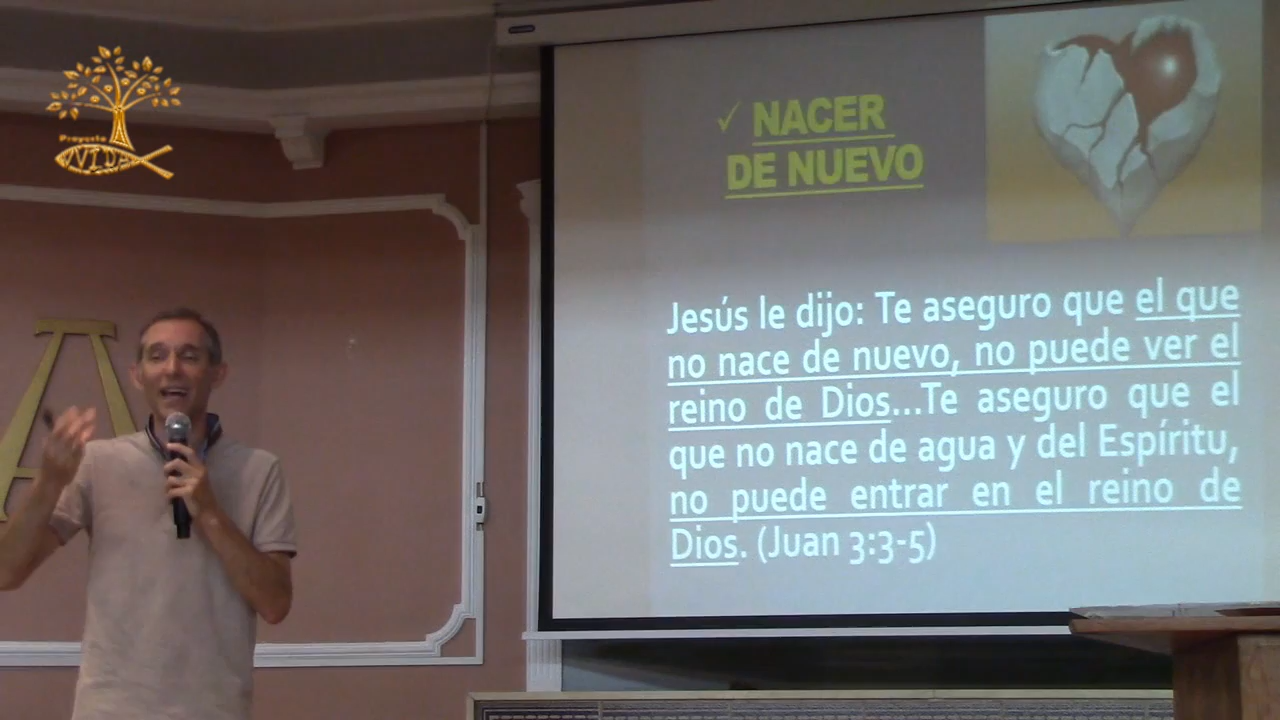 Proyecto
VIDA
A
✓ NACER
DE NUEVO
Jesús le dijo: Te aseguro que el que
no nace de nuevo, no puede ver el
reino de Dios...Te aseguro que el
que no nace de agua y del Espíritu,
no puede entrar en el reino de
Dios. (Juan 3:3-5)